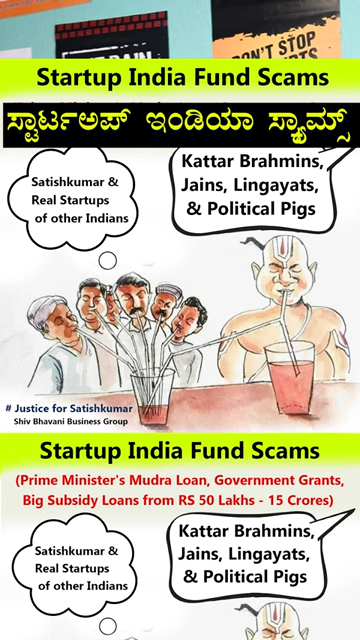 DON'T STOP
Startup India Fund Scams
ಸ್ಟಾರ್ಟಅಪ್ ಇಂಡಿಯಾ ಸ್ಕ್ಯಾಮ್ಸ್
Satishkumar &
Real Startups
of other Indians
Kattar Brahmins,
Jains, Lingayats,
& Political Pigs
# Justice for Satishkumar
Shiv Bhavani Business Group
Startup India Fund Scams
(Prime Minister's Mudra Loan, Government Grants,
Big Subsidy Loans from RS 50 Lakhs - 15 Crores)
Satishkumar &
Real Startups
of other Indians
Kattar Brahmins,
Jains, Lingayats,
& Political Pigs